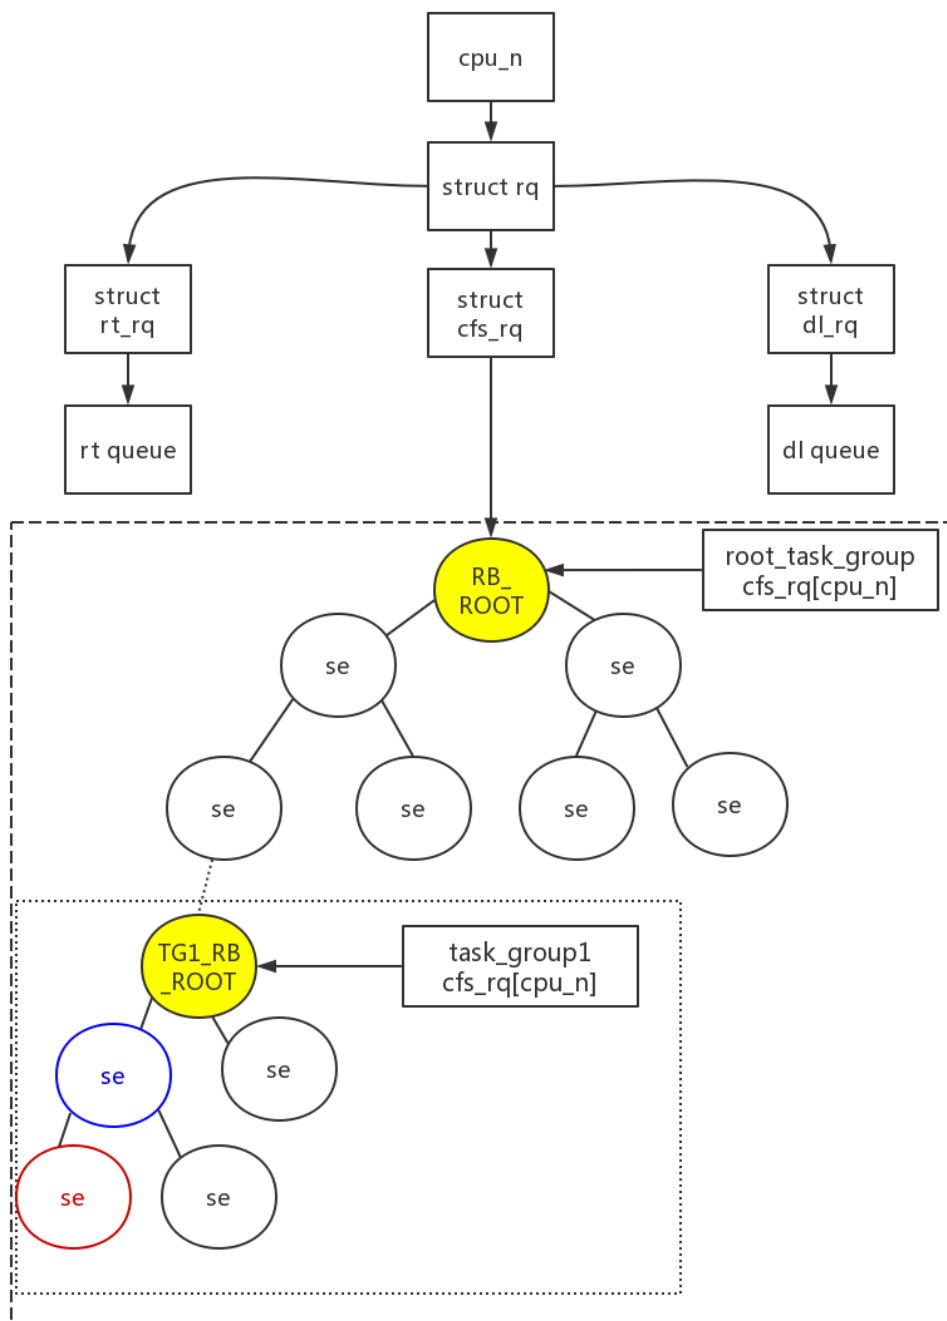 cpu_n
struct rq
struct
rt_rq
struct
cfs_rq
struct
dl_rq
rt queue
dl queue
RB_
ROOT
root_task_group
cfs_rq[cpu_n]
se
se
se
se
se
se
TG1_RB
_ROOT
task_group1
cfs_rq[cpu_n]
se
se
se
se